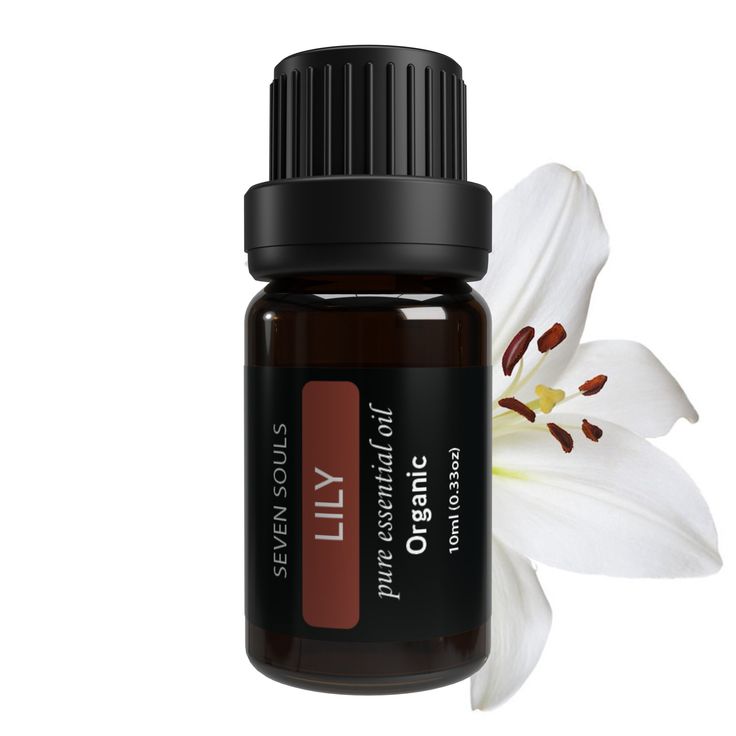 SEVEN SOULS
LILY
pure essential oil
Organic
10ml (0.33oz)